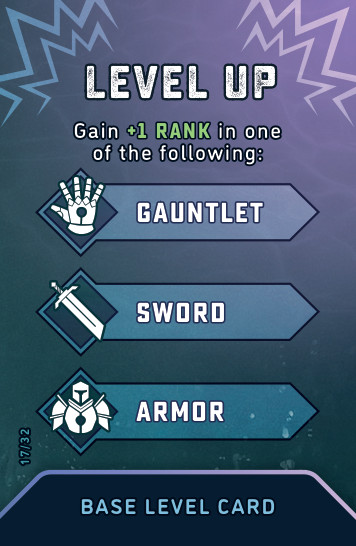 LEVEL UP
Gain +1 RANK in one
of the following:
GAUNTLET
SWORD
ARMOR
17/32
BASE LEVEL CARD